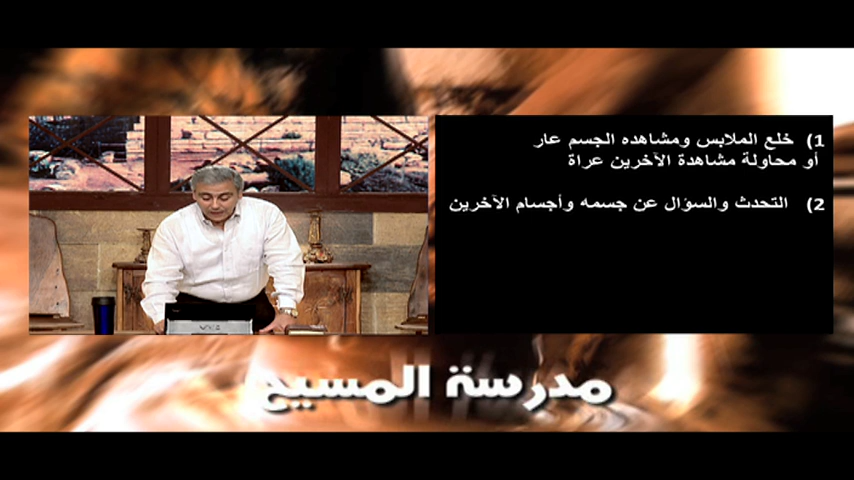 1) خلع الملابس ومشاهده الجسم عار
أو محاولة مشاهدة الآخرين عراة
2) التحدث والسؤال عن جسمه وأجسام الآخرين
مدرسة المسيح